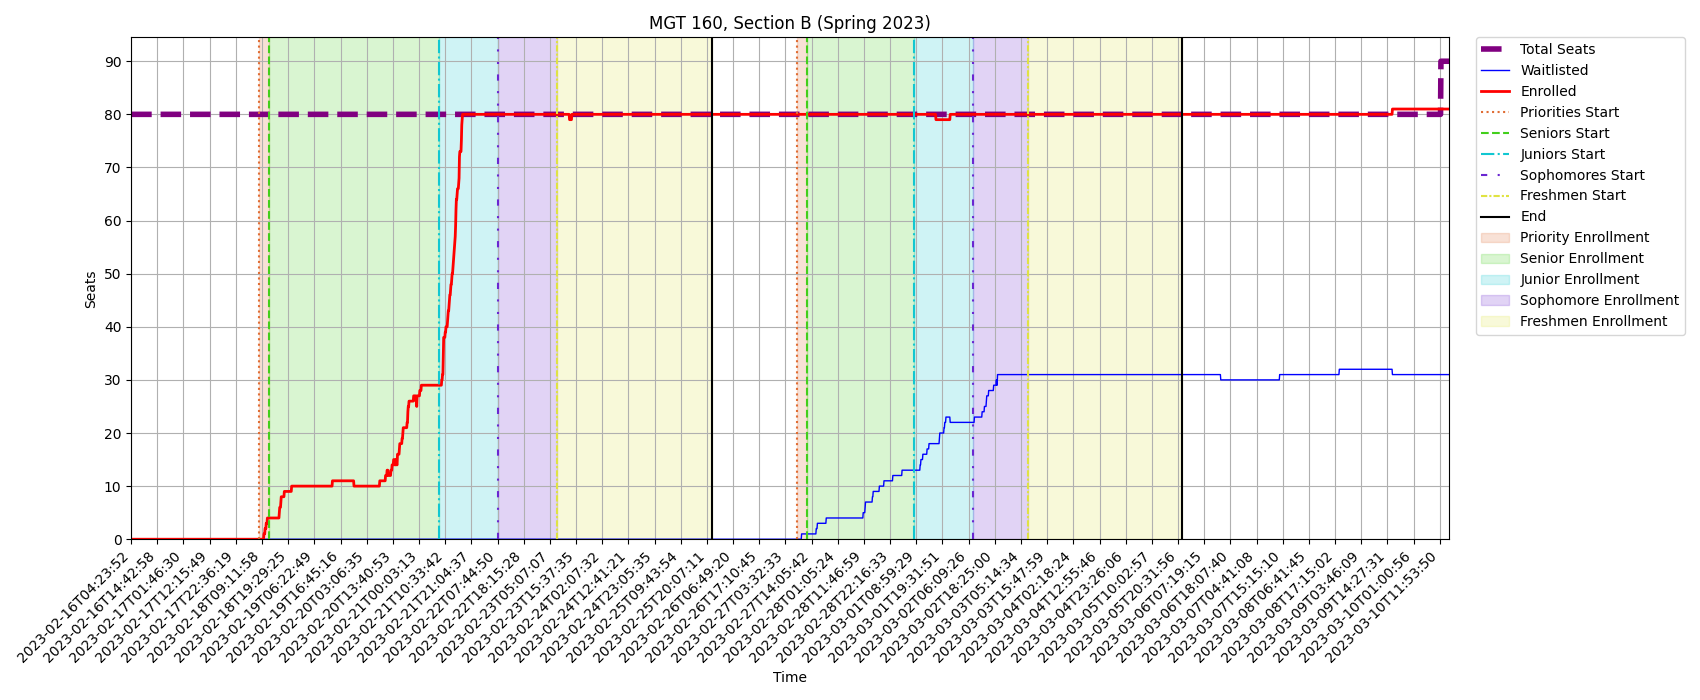 MGT 160, Section B (Spring 2023)
Seats
90
80
70
60
50
40
30
20
10
0
2023-02-16T04:23:52
2023-02-16T14:42:58
2023-02-17T01:46:30
2023-02-17T12:15:49
2023-02-17T22:36:19
2023-02-18T09:11:58
2023-02-18T19:29:25
2023-02-19T06:22:49
2023-02-19T16:45:16
2023-02-20T03:06:35
2023-02-20T13:40:53
2023-02-21T00:03:13
2023-02-21T10:33:42
2023-02-21T21:04:37
2023-02-22T07:44:50
2023-02-22T18:15:28
2023-02-23T05:07:07
2023-02-23T15:37:35
2023-02-24T02:07:32
2023-02-24T12:41:21
2023-02-24T23:05:35
2023-02-25T09:43:54
2023-02-25T20:07:11
2023-02-26T06:49:20
2023-02-26T17:10:45
2023-02-27T03:32:33
2023-02-27T14:05:42
2023-02-28T01:05:24
2023-02-28T11:46:59
2023-02-28T22:16:33
2023-03-01T08:59:29
2023-03-01T19:31:51
2023-03-02T06:09:26
2023-03-02T18:25:00
2023-03-03T05:14:34
2023-03-03T15:47:59
2023-03-04T02:18:24
2023-03-04T12:55:46
2023-03-04T23:26:06
2023-03-05T10:02:57
2023-03-05T20:31:56
2023-03-06T07:19:15
2023-03-06T18:07:40
2023-03-07T04:41:08
2023-03-07T15:15:10
2023-03-08T06:41:45
2023-03-08T17:15:02
2023-03-09T03:46:09
2023-03-09T14:27:31
2023-03-10T01:00:56
2023-03-10T11:53:50
Time
Total Seats
Waitlisted
Enrolled
Priorities Start
Seniors Start
Juniors Start
Sophomores Start
Freshmen Start
End
Priority Enrollment
Senior Enrollment
Junior Enrollment
Sophomore Enrollment
Freshmen Enrollment